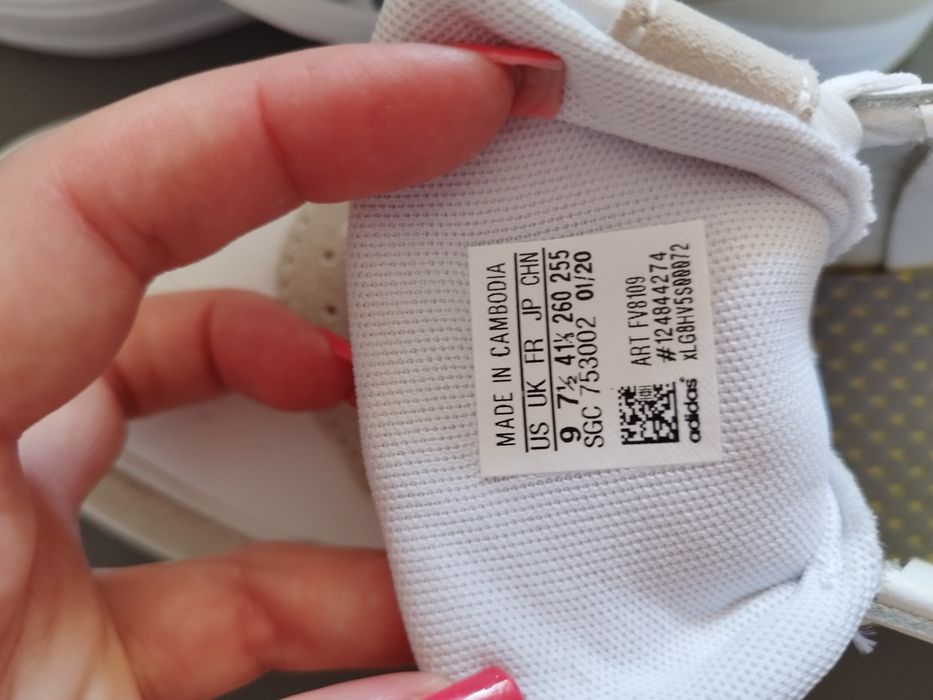 MADE IN CAMBODIA
US UK FR JP CHN
9 7½ 41⅓ 260 255
SGC 753002 01/20
ART FV8109
#124844274
xLG8HV5S00072
adidas